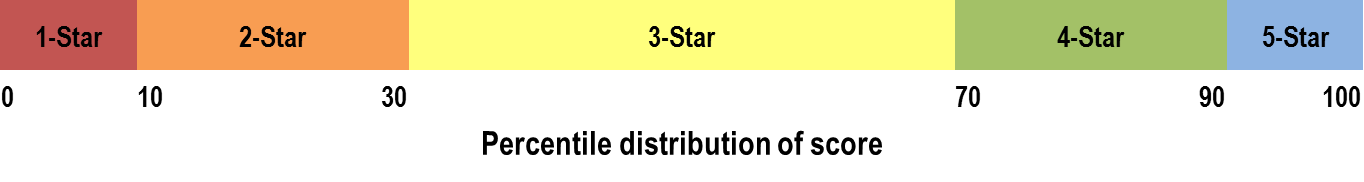 1-Star 2-Star 3-Star 4-Star 5-Star
0 10 30 70 90 100
Percentile distribution of score